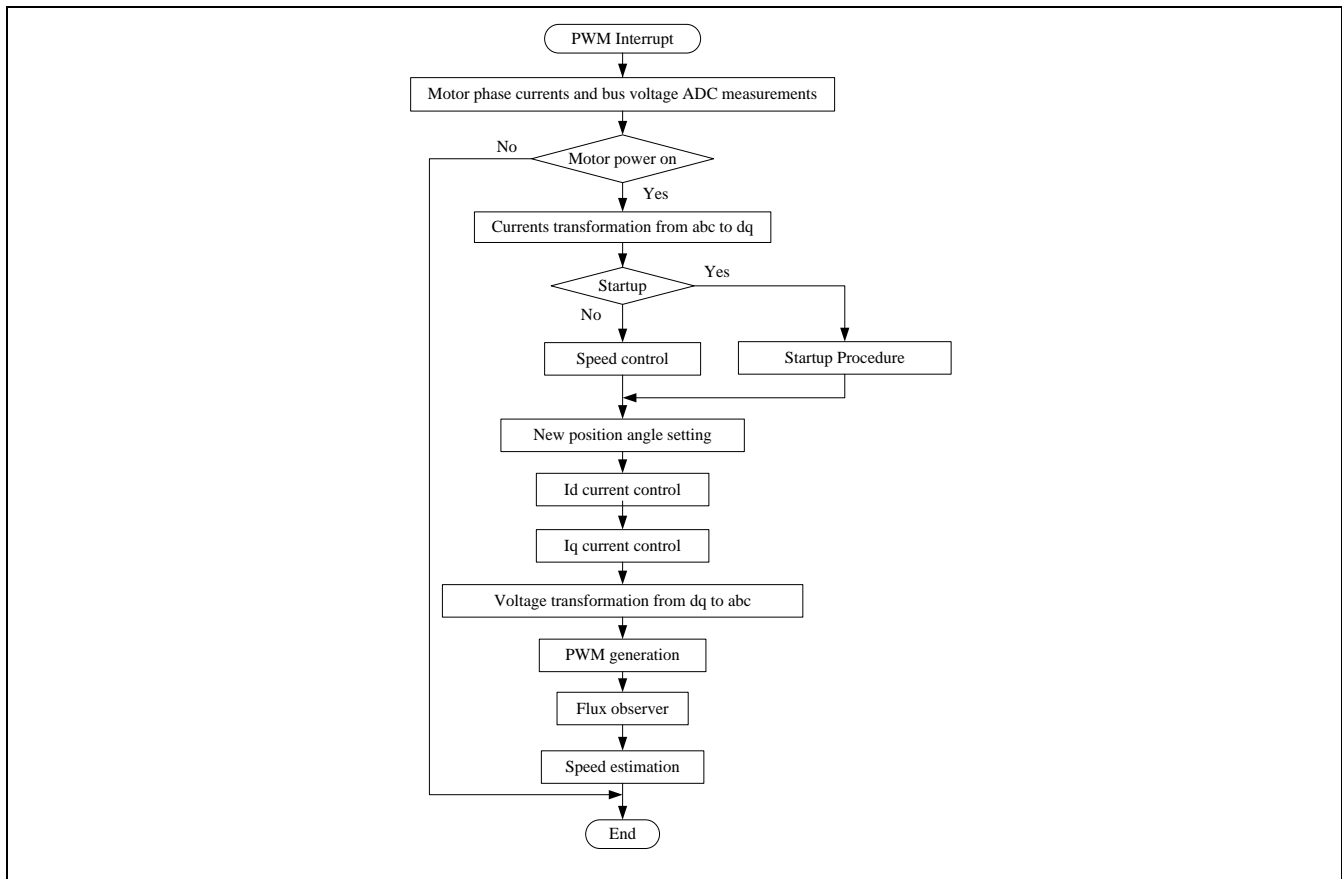 PWM Interrupt
Motor phase currents and bus voltage ADC measurements
No
Motor power on
Yes
Currents transformation from abc to dq
Yes
Startup
No
Speed control
Startup Procedure
New position angle setting
Id current control
Iq current control
Voltage transformation from dq to abc
PWM generation
Flux observer
Speed estimation
End